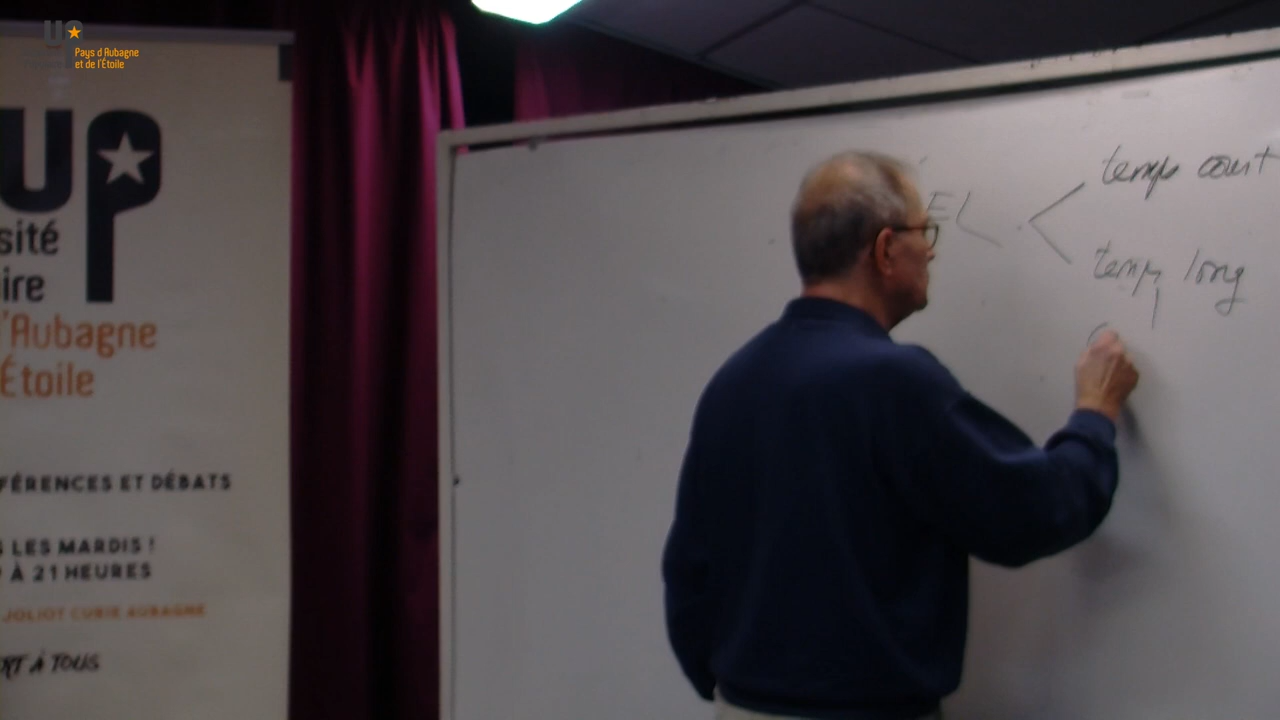 Pays d'Aubagne
et de l'Étoile
UP
sité
ire
d'Aubagne
Étoile
FÉRENCES ET DÉBATS
S LES MARDIS !
À 21 HEURES
JOLIOT CURIE AUBAGNE
RT À TOUS
EL
temps court
temps long